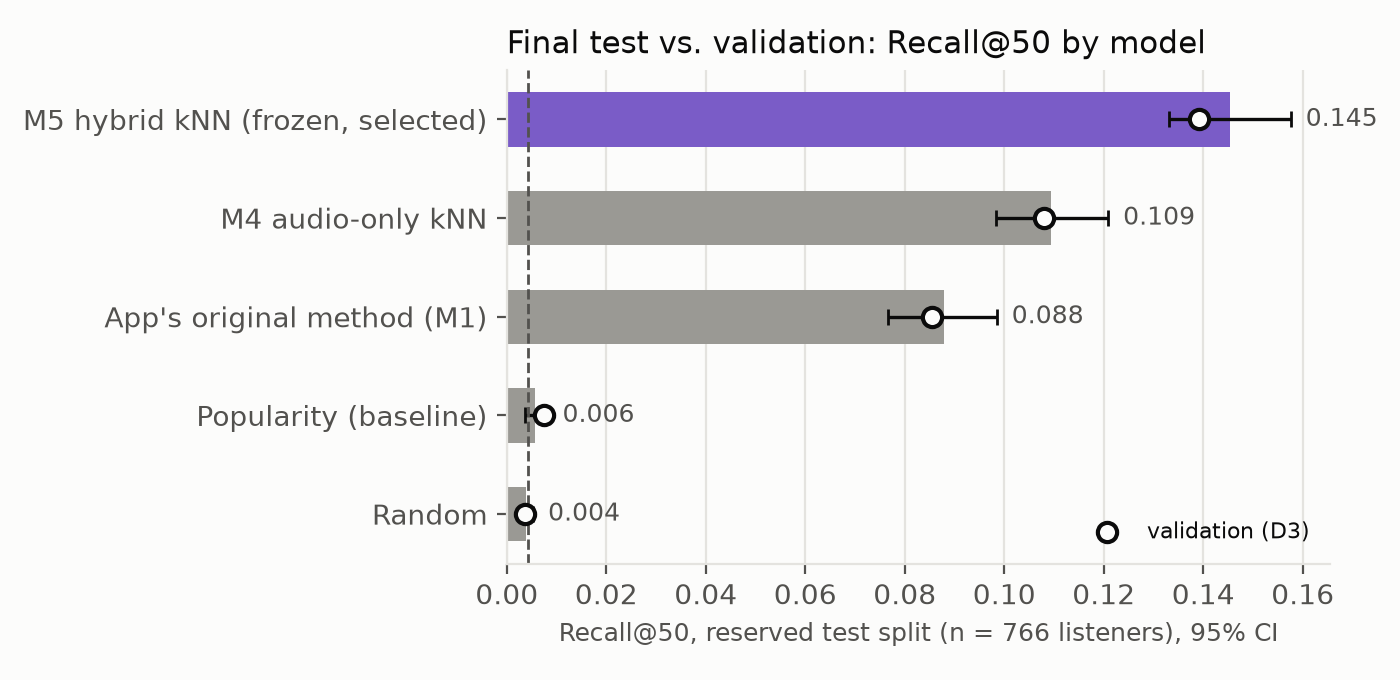 Final test vs. validation: Recall@50 by model
M5 hybrid kNN (frozen, selected)
0.145
M4 audio-only kNN
0.109
App's original method (M1)
0.088
Popularity (baseline)
0.006
Random
0.004
validation (D3)
0.00 0.02 0.04 0.06 0.08 0.10 0.12 0.14 0.16
Recall@50, reserved test split (n = 766 listeners), 95% CI